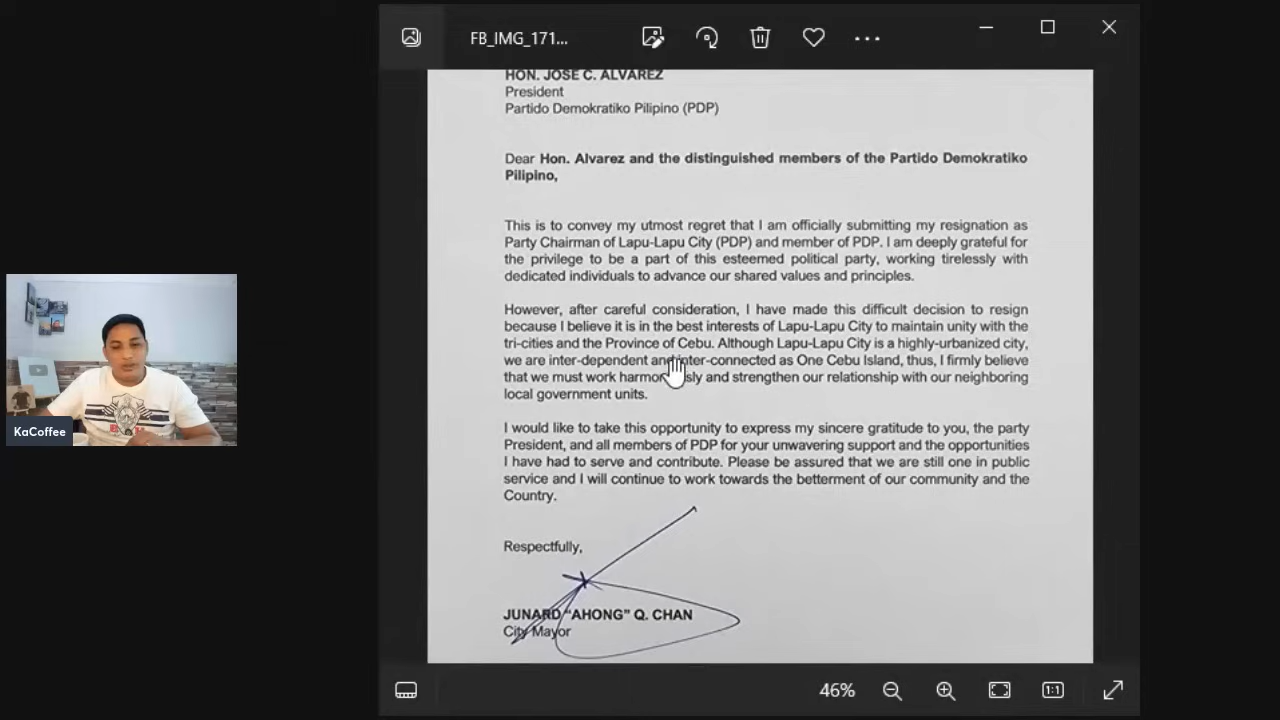 FB_IMG_171...
HON. JOSE C. ALVAREZ
President
Partido Demokratiko Pilipino (PDP)
Dear Hon. Alvarez and the distinguished members of the Partido Demokratiko
Pilipino,
This is to convey my utmost regret that I am officially submitting my resignation as
Party Chairman of Lapu-Lapu City (PDP) and member of PDP. I am deeply grateful for
the privilege to be a part of this esteemed political party, working tirelessly with
dedicated individuals to advance our shared values and principles.
However, after careful consideration, I have made this difficult decision to resign
because I believe it is in the best interests of Lapu-Lapu City to maintain unity with the
tri-cities and the Province of Cebu. Although Lapu-Lapu City is a highly-urbanized city,
we are inter-dependent and inter-connected as One Cebu Island, thus, I firmly believe
that we must work harmoniously and strengthen our relationship with our neighboring
local government units.
I would like to take this opportunity to express my sincere gratitude to you, the party
President, and all members of PDP for your unwavering support and the opportunities
I have had to serve and contribute. Please be assured that we are still one in public
service and I will continue to work towards the betterment of our community and the
Country.
Respectfully,
JUNARD "AHONG" Q. CHAN
City Mayor
KaCoffee
46%
1:1